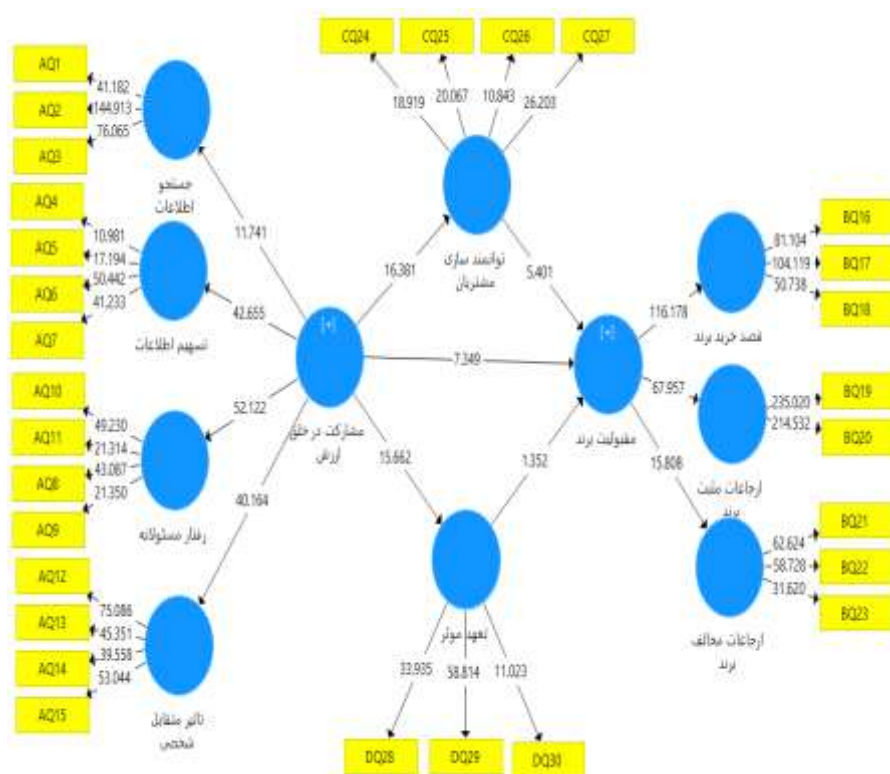 CQ24
CQ25
CQ26
CQ27
18.919
20.067
10.843
26.203
AQ1
AQ2
AQ3
41.182
144.913
76.065
جستجو
اطلاعات
AQ4
AQ5
AQ6
AQ7
10.981
17.194
50.442
41.233
تسهیم اطلاعات
AQ10
AQ11
AQ8
AQ9
49.230
21.314
43.087
21.350
رفتار مسئولانه
AQ12
AQ13
AQ14
AQ15
75.086
45.351
39.558
53.044
تاثیر متقابل
شخصی
11.741
42.655
52.122
40.164
[+]
مشارکت در خلق
ارزش
16.381
7.349
15.662
توانمند سازی
مشتریان
5.401
تعهد موثر
1.352
33.935
58.814
11.023
DQ28
DQ29
DQ30
[+]
مقبولیت برند
116.178
67.957
15.808
قصد خرید برند
81.104
104.119
50.738
BQ16
BQ17
BQ18
ارجاعات مثبت
برند
235.020
214.532
BQ19
BQ20
ارجاعات مخالف
برند
62.624
58.728
31.620
BQ21
BQ22
BQ23